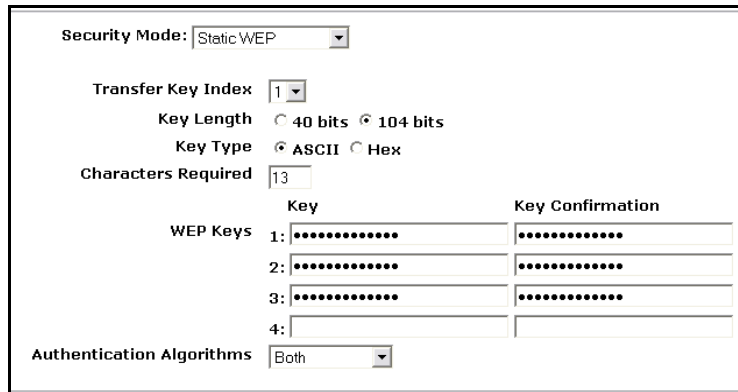 Security Mode: Static WEP
Transfer Key Index 1
Key Length 40 bits 104 bits
Key Type ASCII Hex
Characters Required 13
Key Key Confirmation
WEP Keys 1: ••••••••••••• •••••••••••••
2: ••••••••••••• •••••••••••••
3: ••••••••••••• •••••••••••••
4:
Authentication Algorithms Both